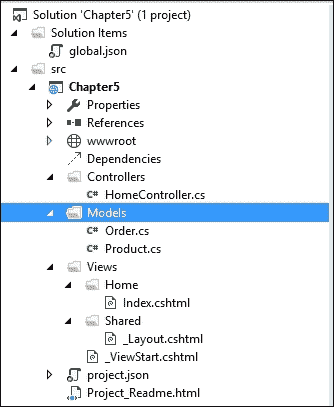 Solution 'Chapter5' (1 project)
Solution Items
global.json
src
Chapter5
Properties
References
wwwroot
Dependencies
Controllers
C# HomeController.cs
Models
C# Order.cs
C# Product.cs
Views
Home
Index.cshtml
Shared
_Layout.cshtml
_ViewStart.cshtml
project.json
Project_Readme.html